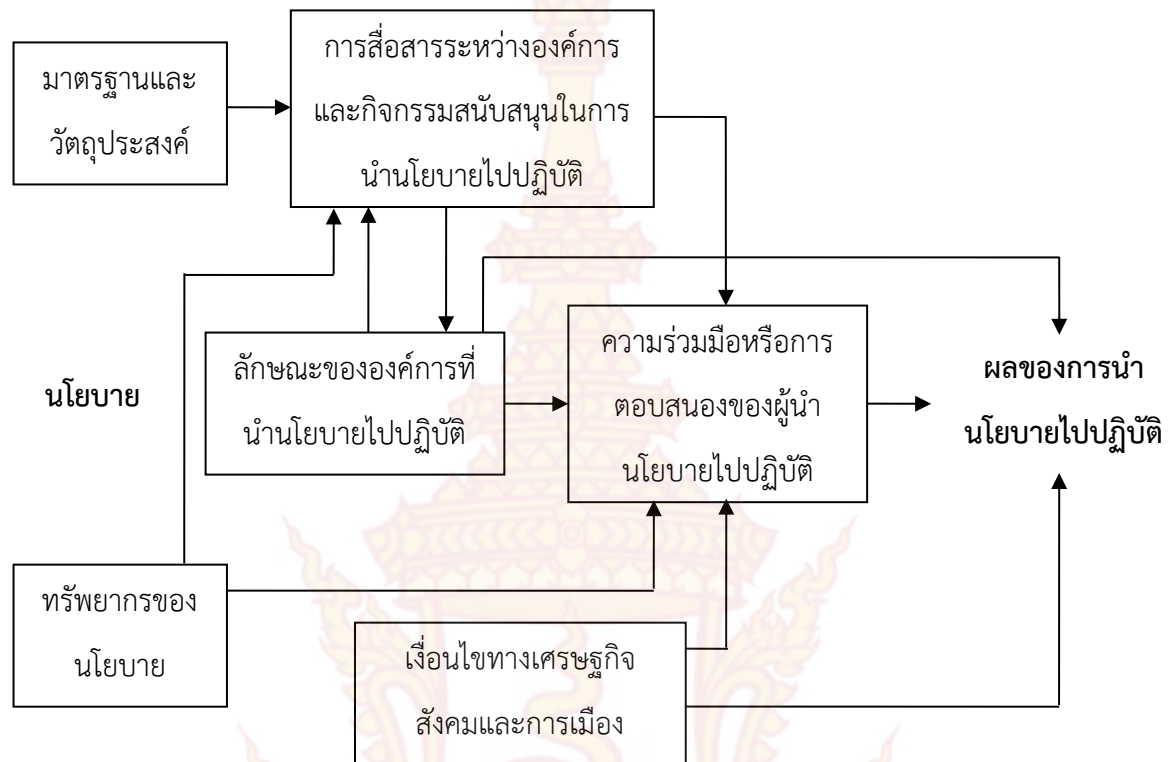 มาตรฐานและ
วัตถุประสงค์
การสื่อสารระหว่างองค์การ
และกิจกรรมสนับสนุนในการ
นำนโยบายไปปฏิบัติ
นโยบาย
ลักษณะขององค์การที่
นำนโยบายไปปฏิบัติ
ความร่วมมือหรือการ
ตอบสนองของผู้นำ
นโยบายไปปฏิบัติ
ผลของการนำ
นโยบายไปปฏิบัติ
ทรัพยากรของ
นโยบาย
เงื่อนไขทางเศรษฐกิจ
สังคมและการเมือง